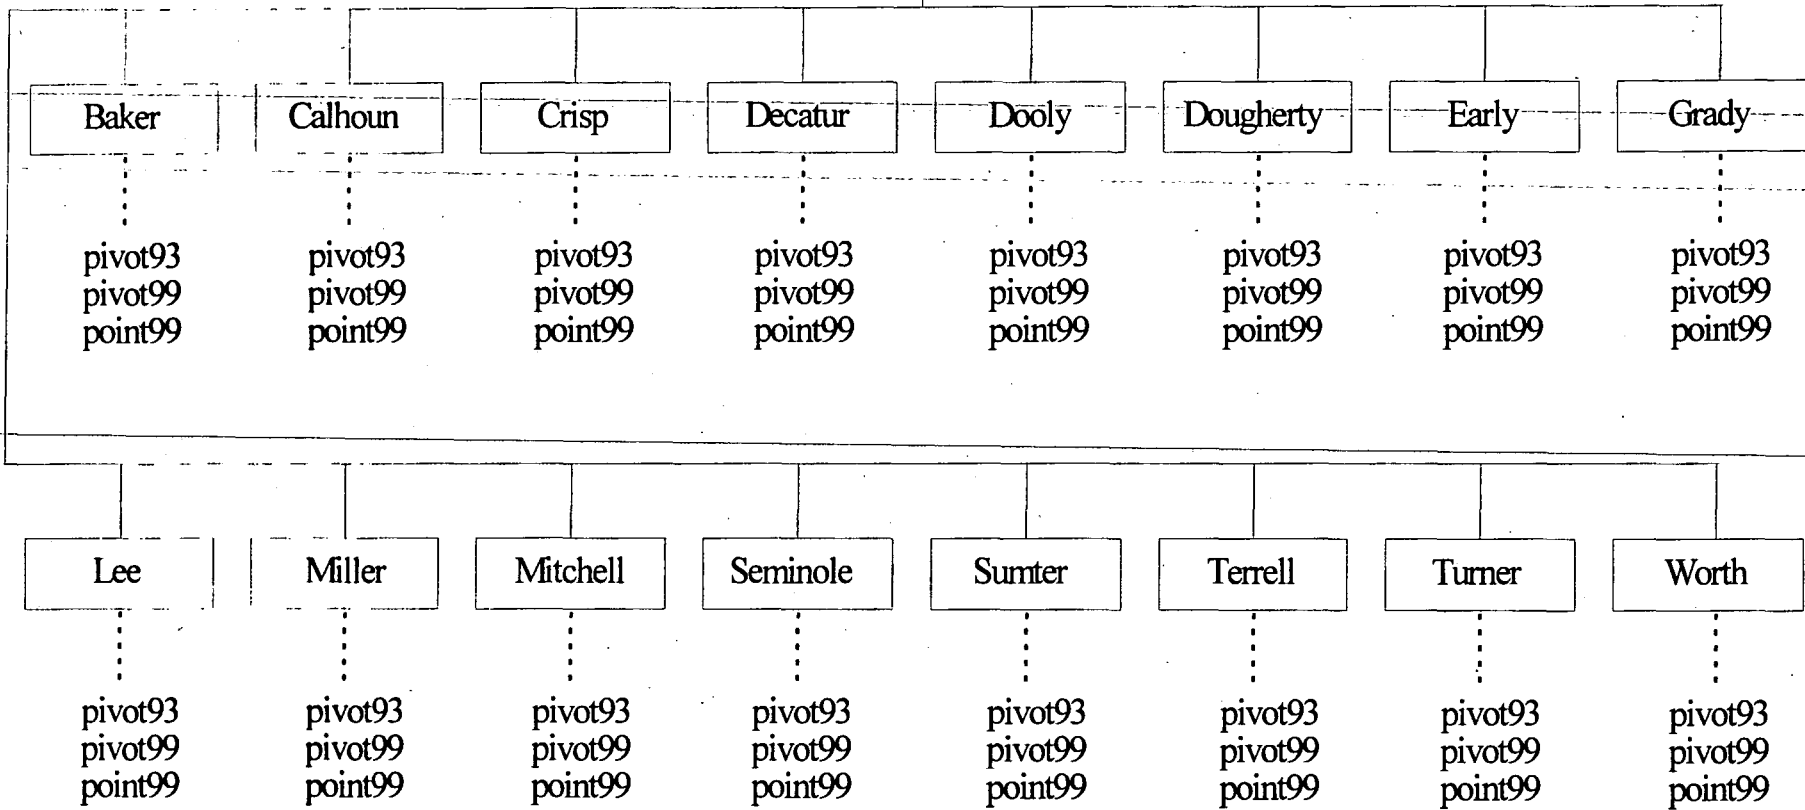 Baker Calhoun Crisp Decatur Dooly Dougherty Early Grady
pivot93 pivot93 pivot93 pivot93 pivot93 pivot93 pivot93 pivot93
pivot99 pivot99 pivot99 pivot99 pivot99 pivot99 pivot99 pivot99
point99 point99 point99 point99 point99 point99 point99 point99
Lee Miller Mitchell Seminole Sumter Terrell Turner Worth
pivot93 pivot93 pivot93 pivot93 pivot93 pivot93 pivot93 pivot93
pivot99 pivot99 pivot99 pivot99 pivot99 pivot99 pivot99 pivot99
point99 point99 point99 point99 point99 point99 point99 point99